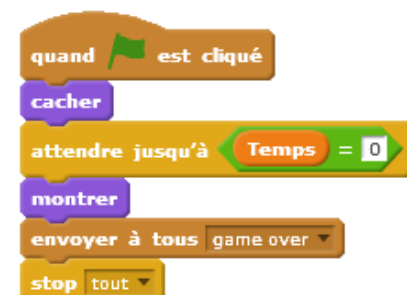 quand est cliqué
cacher
attendre jusqu'à Temps = 0
montrer
envoyer à tous game over
stop tout